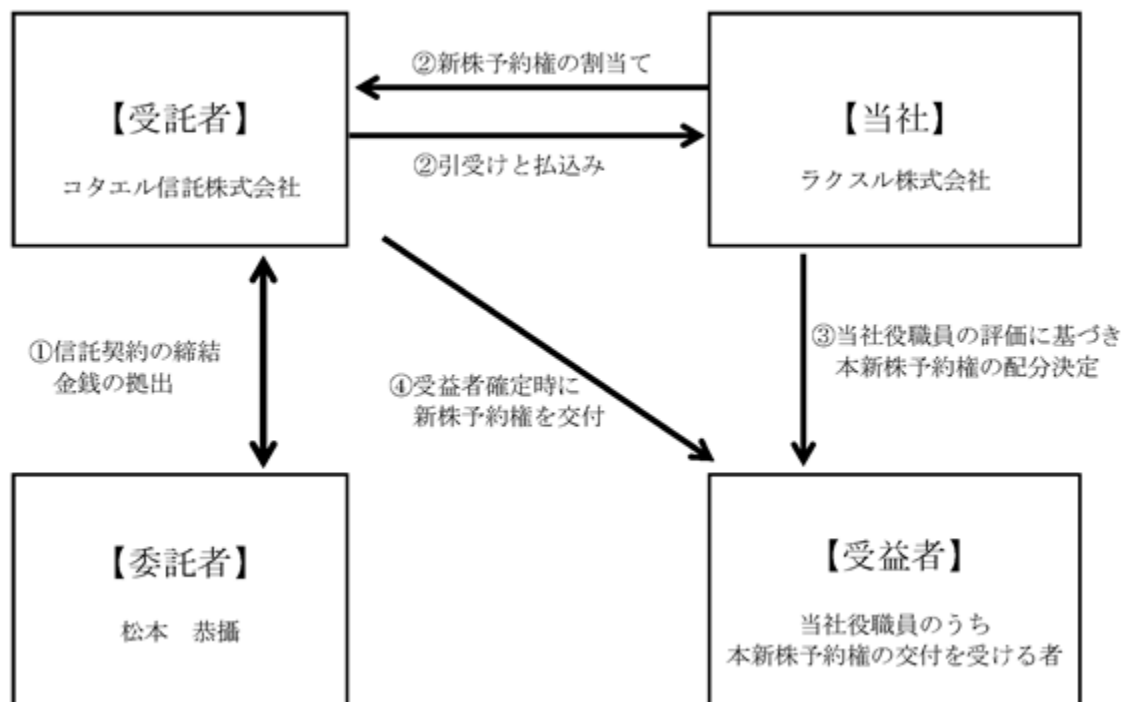 ②新株予約権の割当て
【受託者】
コタエル信託株式会社
②引受けと払込み
【当社】
ラクスル株式会社
①信託契約の締結
金銭の拠出
④受益者確定時に
新株予約権を交付
③当社役職員の評価に基づき
本新株予約権の配分決定
【委託者】
松本 恭攝
【受益者】
当社役職員のうち
本新株予約権の交付を受ける者